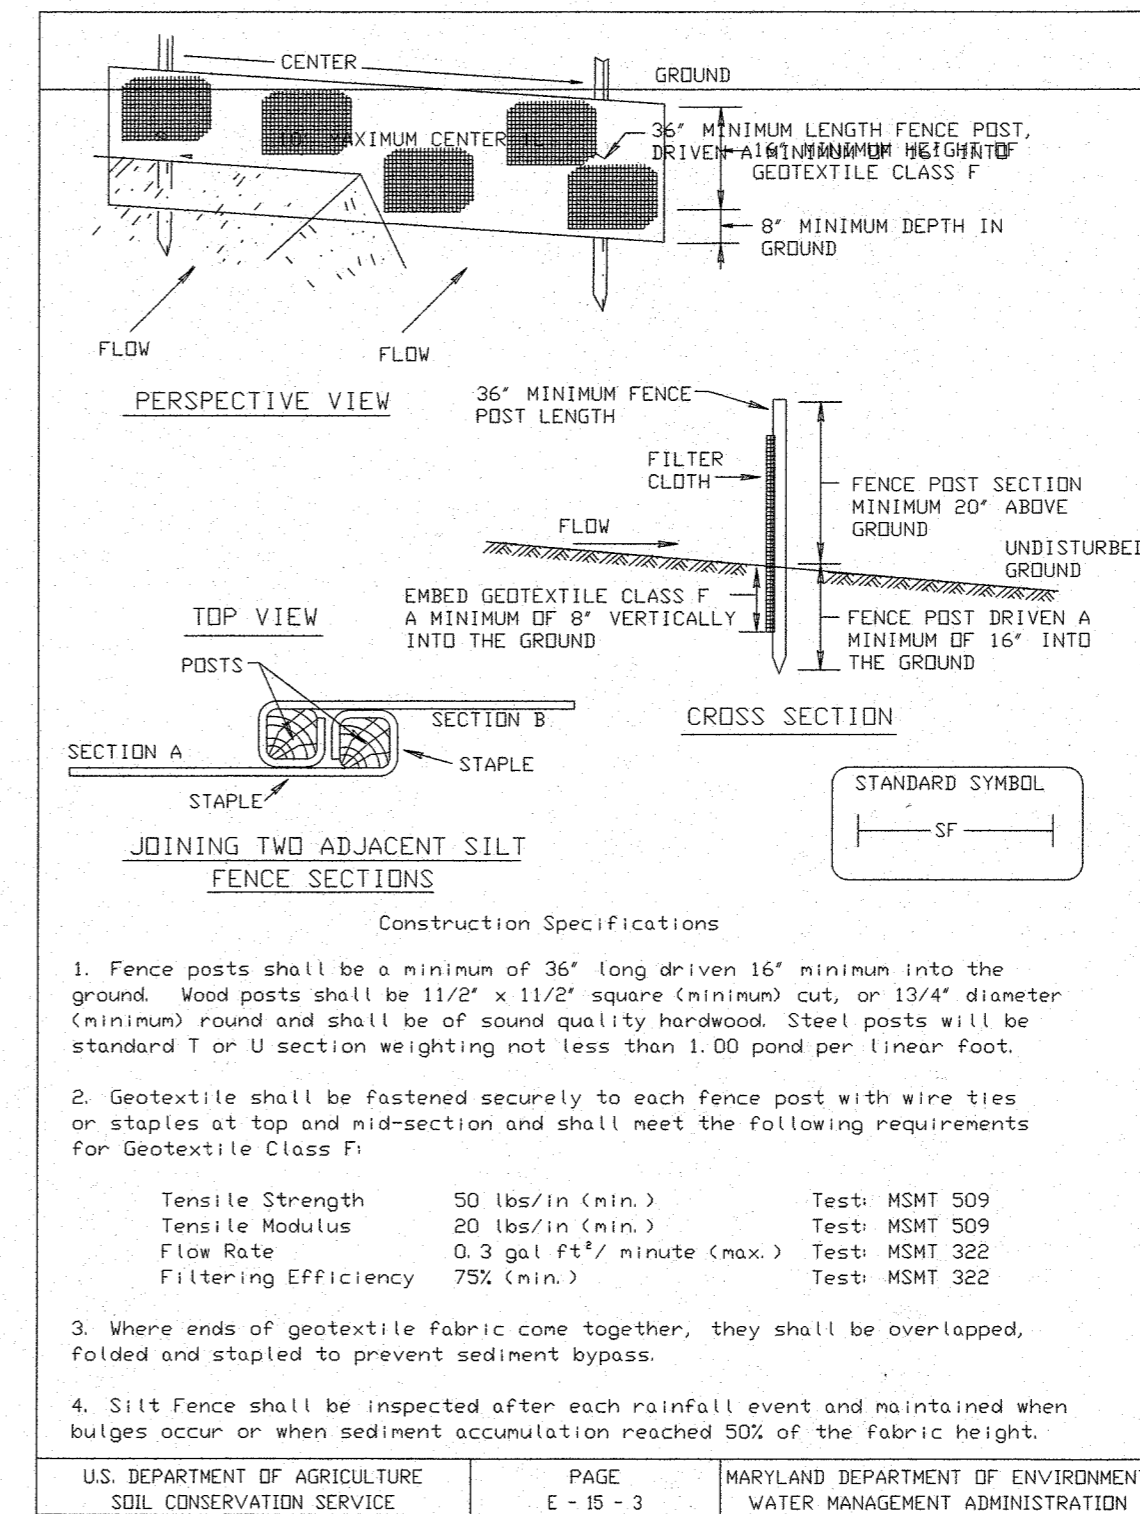 CENTER
GROUND
10' MAXIMUM CENTER
36" MINIMUM LENGTH FENCE POST,
DRIVEN A MINIMUM OF 16" INTO
16" MINIMUM HEIGHT OF
GEOTEXTILE CLASS F
8" MINIMUM DEPTH IN
GROUND
FLOW
FLOW
PERSPECTIVE VIEW
36" MINIMUM FENCE
POST LENGTH
FILTER
CLOTH
FENCE POST SECTION
MINIMUM 20" ABOVE
GROUND
FLOW
UNDISTURBED
GROUND
EMBED GEOTEXTILE CLASS F
A MINIMUM OF 8" VERTICALLY
INTO THE GROUND
FENCE POST DRIVEN A
MINIMUM OF 16" INTO
THE GROUND
CROSS SECTION
TOP VIEW
POSTS
SECTION B
SECTION A
STAPLE
STAPLE
JOINING TWO ADJACENT SILT
FENCE SECTIONS
STANDARD SYMBOL
SF
Construction Specifications
1. Fence posts shall be a minimum of 36" long driven 16" minimum into the
ground. Wood posts shall be 11/2" x 11/2" square (minimum) cut, or 13/4" diameter
(minimum) round and shall be of sound quality hardwood. Steel posts will be
standard T or U section weighting not less than 1.00 pond per linear foot.
2. Geotextile shall be fastened securely to each fence post with wire ties
or staples at top and mid-section and shall meet the following requirements
for Geotextile Class F:
Tensile Strength 50 lbs/in (min.) Test: MSMT 509
Tensile Modulus 20 lbs/in (min.) Test: MSMT 509
Flow Rate 0.3 gal ft²/ minute (max.) Test: MSMT 322
Filtering Efficiency 75% (min.) Test: MSMT 322
3. Where ends of geotextile fabric come together, they shall be overlapped,
folded and stapled to prevent sediment bypass.
4. Silt Fence shall be inspected after each rainfall event and maintained when
bulges occur or when sediment accumulation reached 50% of the fabric height.
U.S. DEPARTMENT OF AGRICULTURE
SOIL CONSERVATION SERVICE
PAGE
E - 15 - 3
MARYLAND DEPARTMENT OF ENVIRONMENT
WATER MANAGEMENT ADMINISTRATION